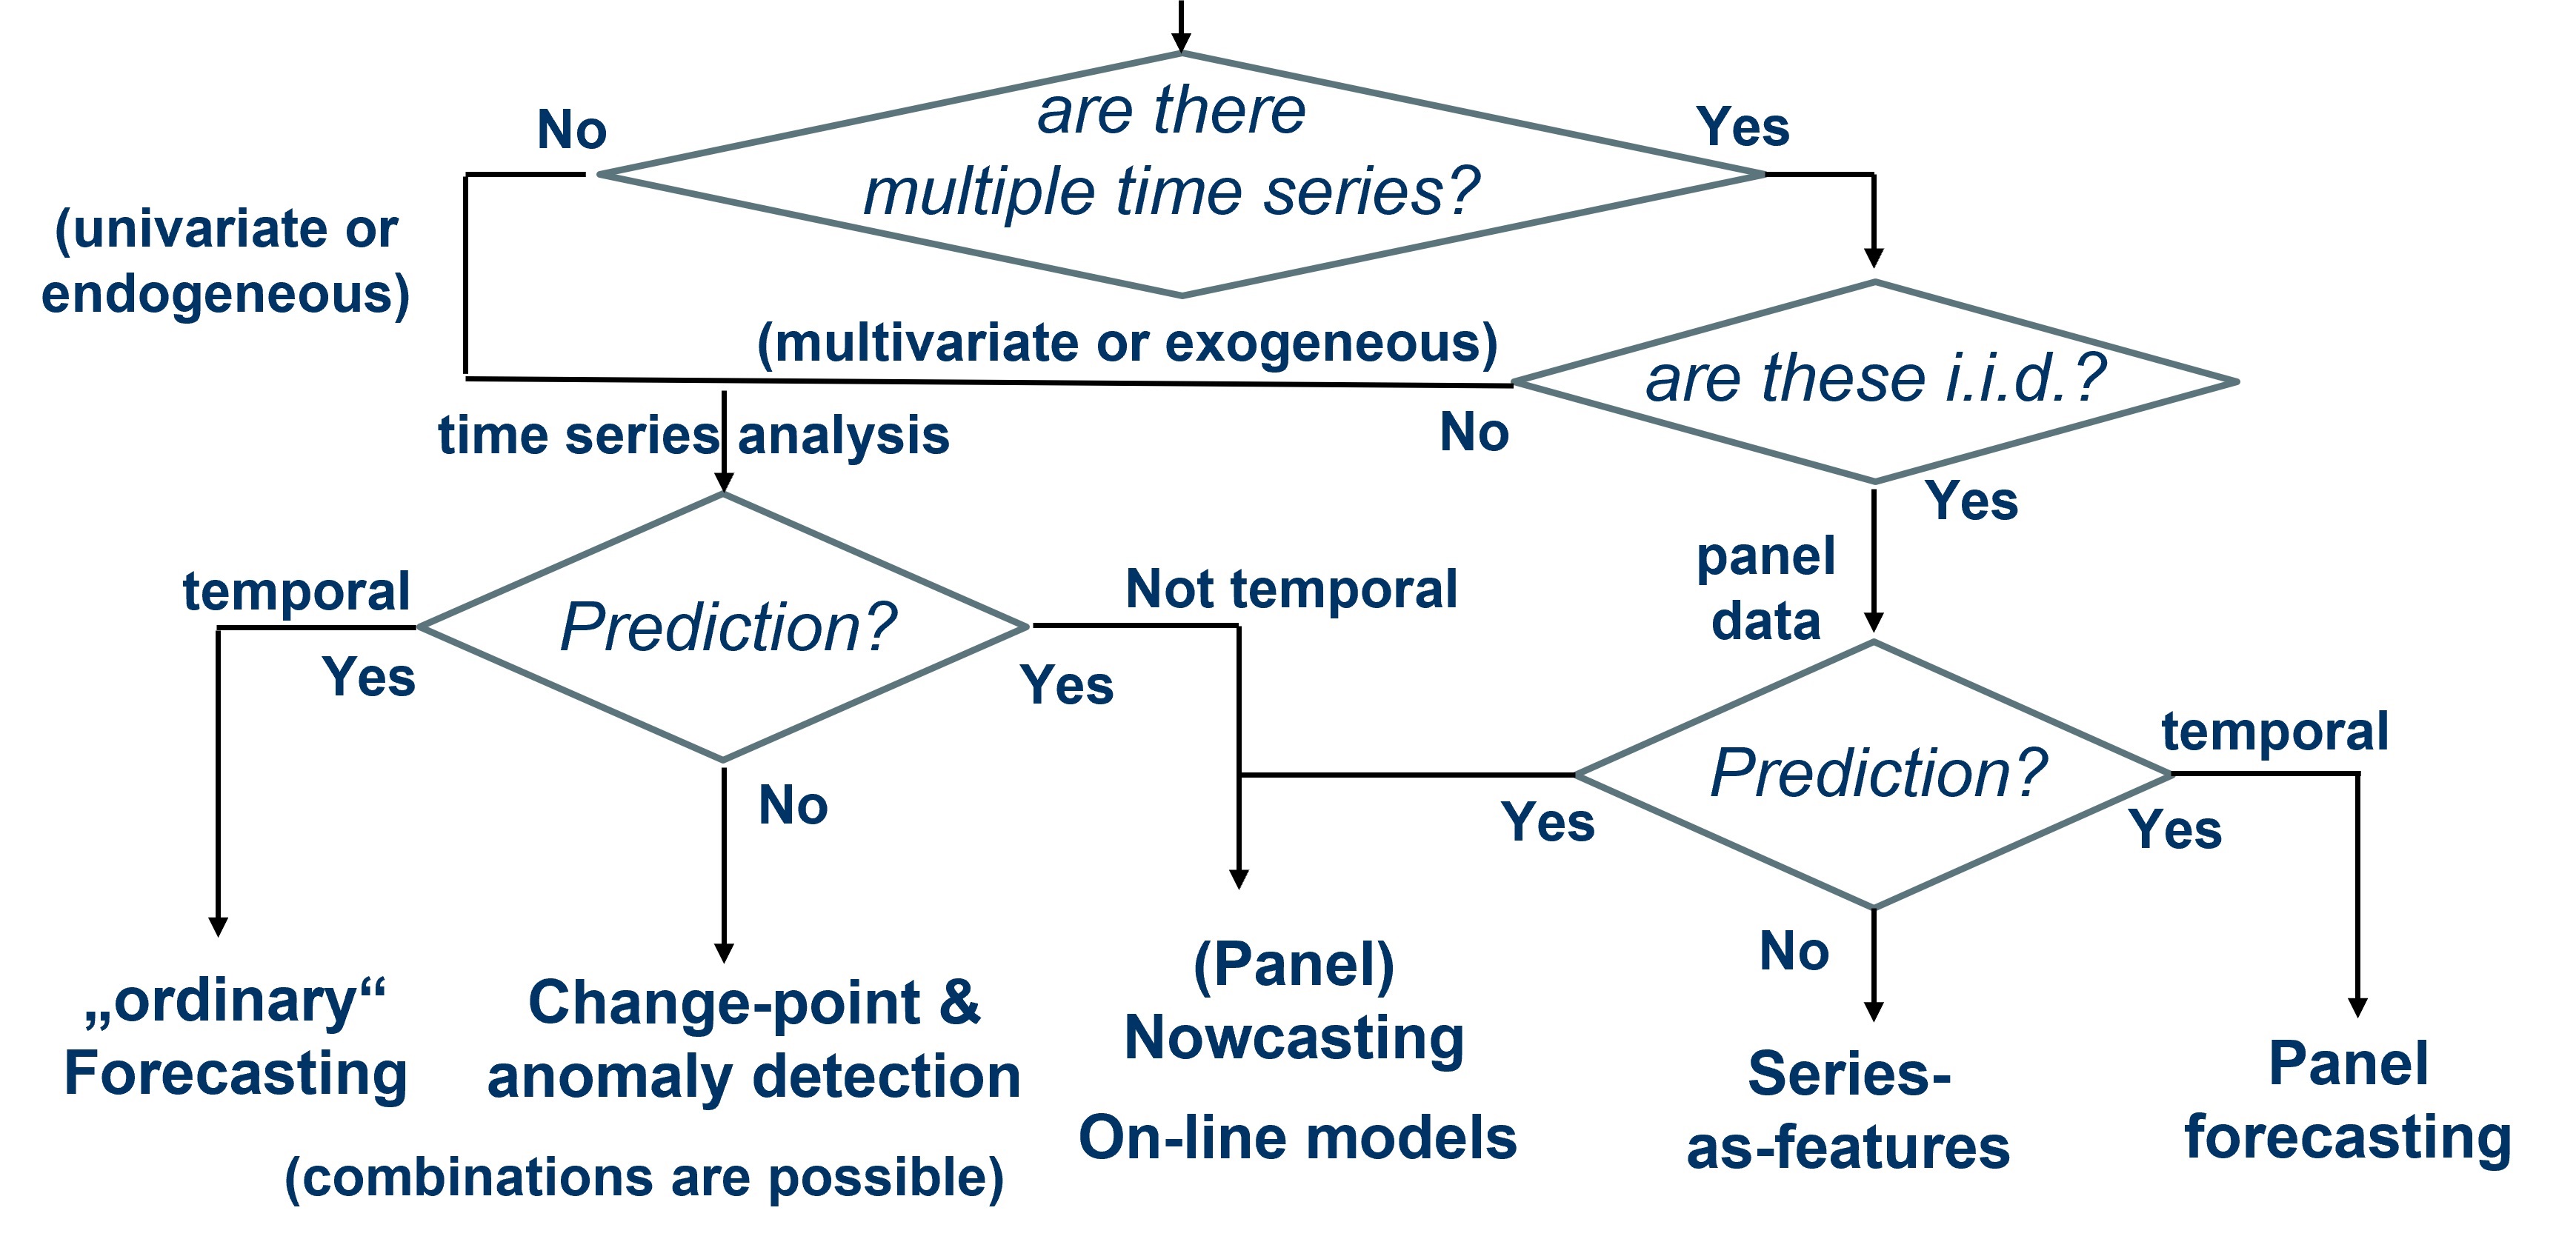 are there
multiple time series?
No
Yes
(univariate or
endogeneous)
(multivariate or exogeneous)
are these i.i.d.?
No
Yes
time series analysis
panel
data
temporal
Yes
Prediction?
Not temporal
Yes
No
Prediction?
Yes
temporal
Yes
No
„ordinary“
Forecasting
Change-point &
anomaly detection
(combinations are possible)
(Panel)
Nowcasting
On-line models
Series-
as-features
Panel
forecasting